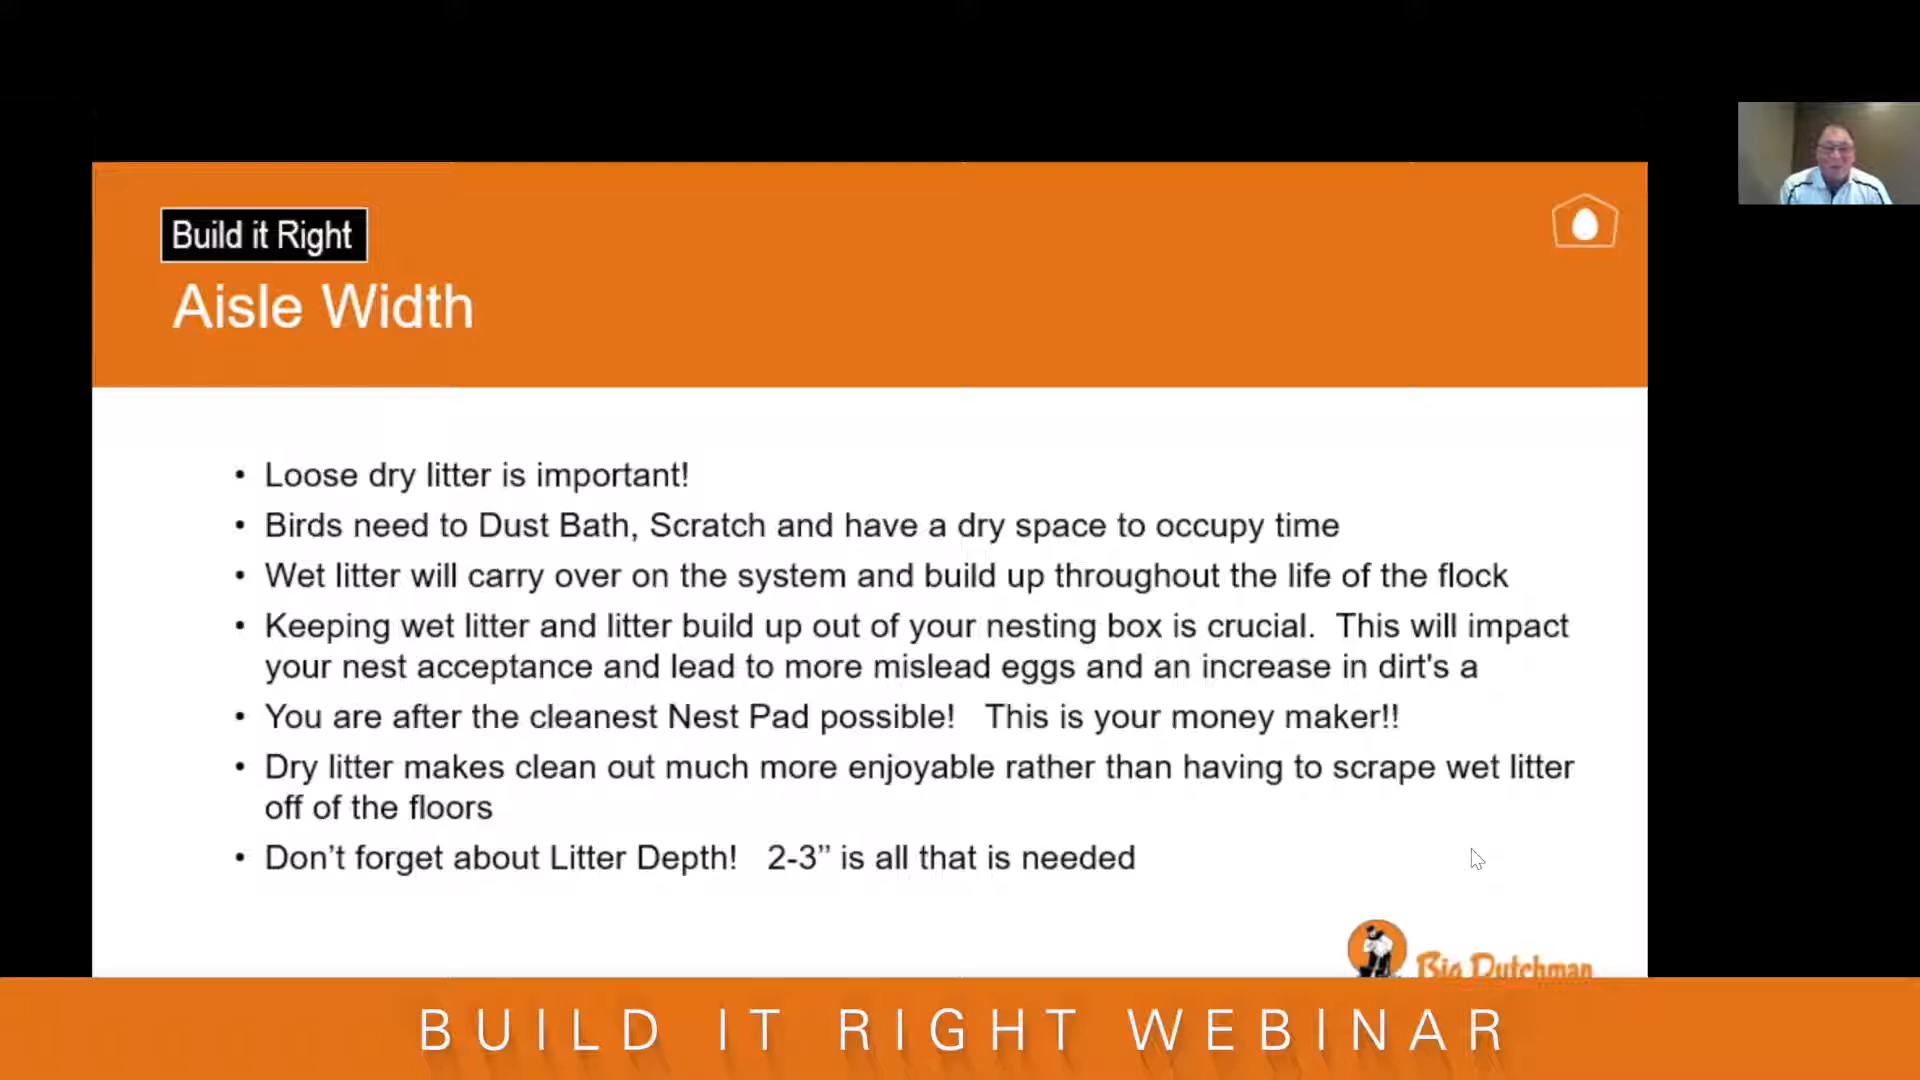 Build it Right
Aisle Width
• Loose dry litter is important!
• Birds need to Dust Bath, Scratch and have a dry space to occupy time
• Wet litter will carry over on the system and build up throughout the life of the flock
• Keeping wet litter and litter build up out of your nesting box is crucial.  This will impact
your nest acceptance and lead to more mislead eggs and an increase in dirt's a
• You are after the cleanest Nest Pad possible!   This is your money maker!!
• Dry litter makes clean out much more enjoyable rather than having to scrape wet litter
off of the floors
• Don’t forget about Litter Depth!   2-3” is all that is needed
Big Dutchman
BUILD IT RIGHT WEBINAR